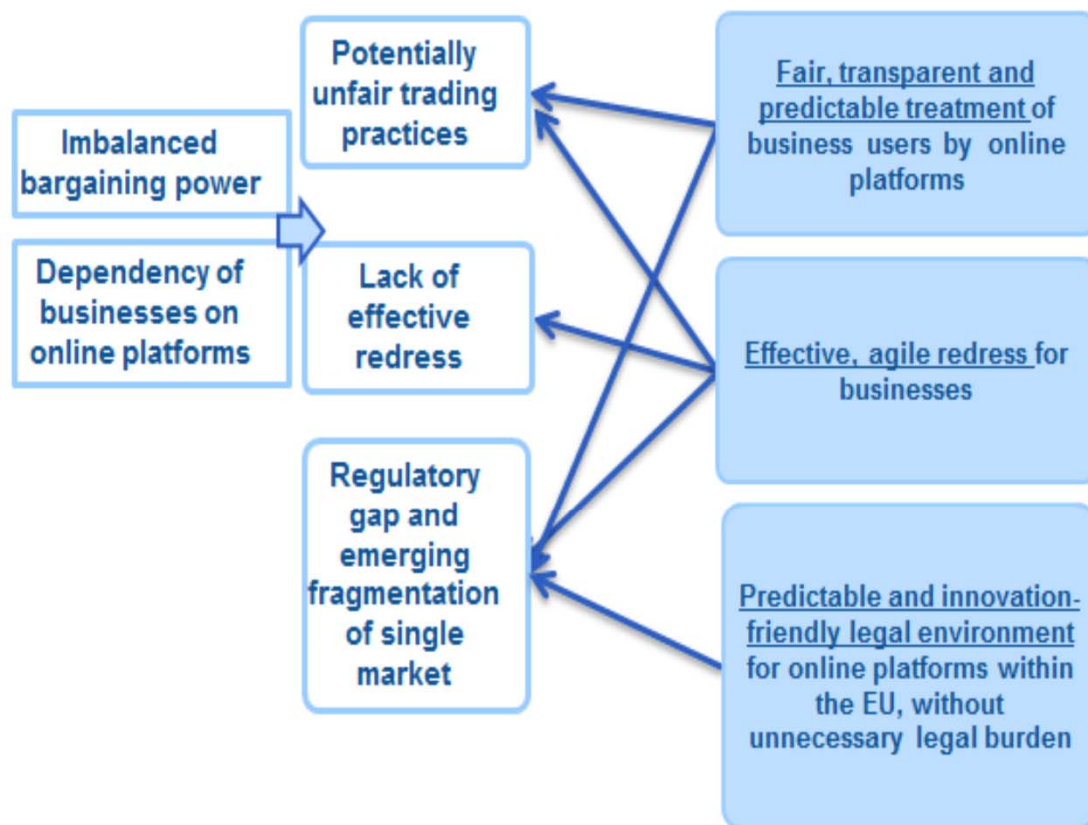 Imbalanced
bargaining power
Dependency of
businesses on
online platforms
Potentially
unfair trading
practices
Lack of
effective
redress
Regulatory
gap and
emerging
fragmentation
of single
market
Fair, transparent and
predictable treatment of
business users by online
platforms
Effective, agile redress for
businesses
Predictable and innovation-
friendly legal environment
for online platforms within
the EU, without
unnecessary legal burden